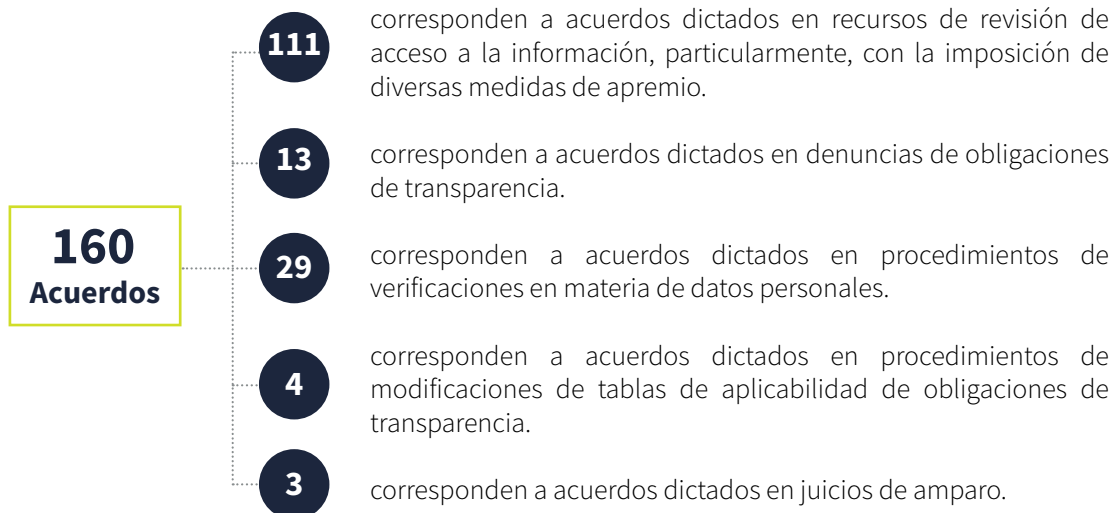 160
Acuerdos
111
corresponden a acuerdos dictados en recursos de revisión de
acceso a la información, particularmente, con la imposición de
diversas medidas de apremio.
13
corresponden a acuerdos dictados en denuncias de obligaciones
de transparencia.
29
corresponden a acuerdos dictados en procedimientos de
verificaciones en materia de datos personales.
4
corresponden a acuerdos dictados en procedimientos de
modificaciones de tablas de aplicabilidad de obligaciones de
transparencia.
3
corresponden a acuerdos dictados en juicios de amparo.